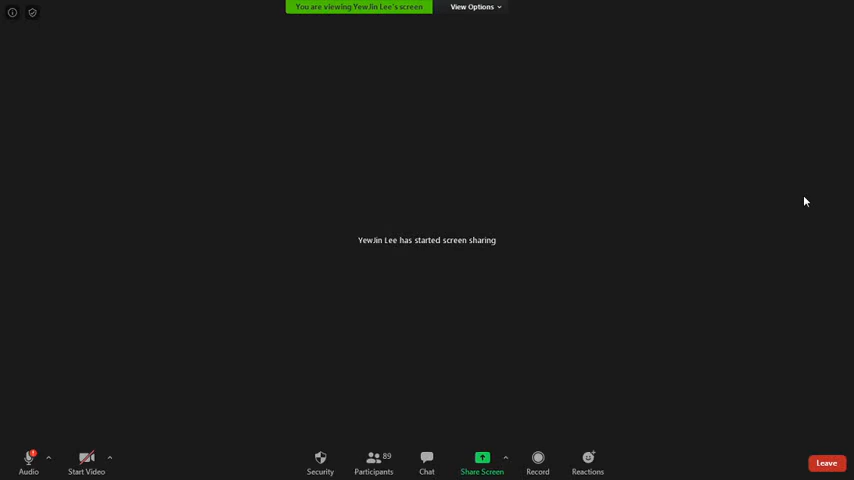 You are viewing YewJin Lee's screen
View Options
YewJin Lee has started screen sharing
89
Audio
Start Video
Security
Participants
Chat
Share Screen
Record
Reactions
Leave